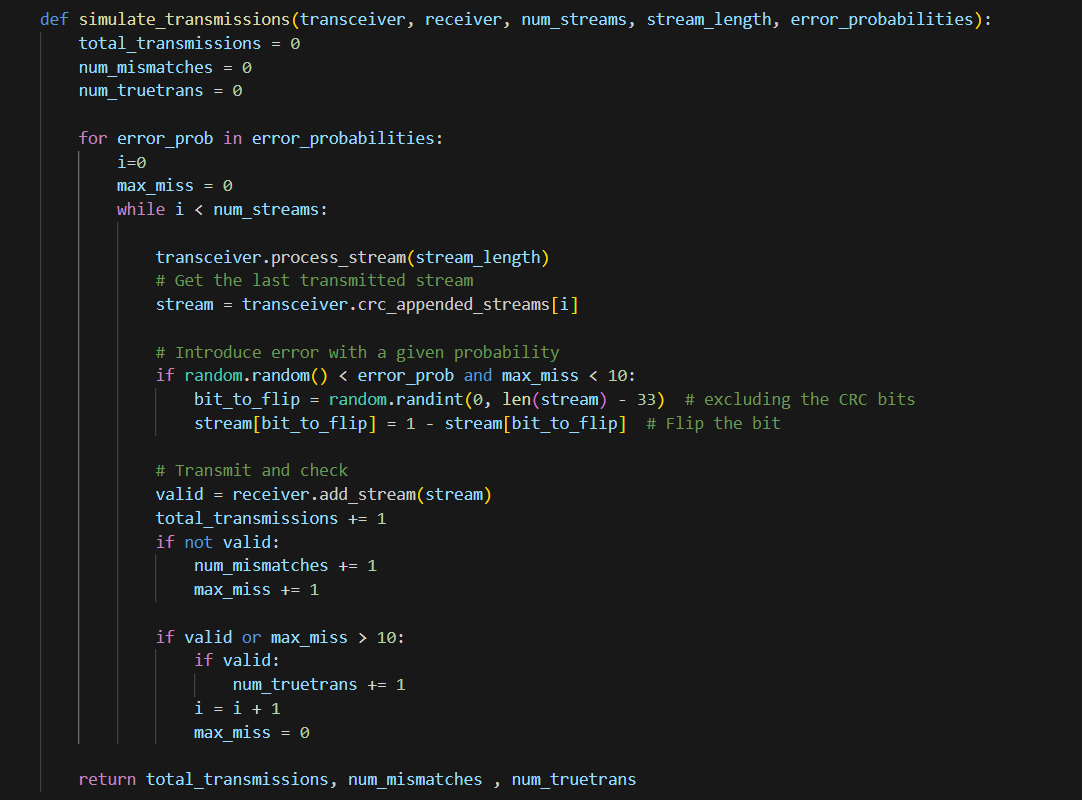 def simulate_transmissions(transceiver, receiver, num_streams, stream_length, error_probabilities):
    total_transmissions = 0
    num_mismatches = 0
    num_truetrans = 0

    for error_prob in error_probabilities:
        i=0
        max_miss = 0
        while i < num_streams:

            transceiver.process_stream(stream_length)
            # Get the last transmitted stream
            stream = transceiver.crc_appended_streams[i]

            # Introduce error with a given probability
            if random.random() < error_prob and max_miss < 10:
                bit_to_flip = random.randint(0, len(stream) - 33)  # excluding the CRC bits
                stream[bit_to_flip] = 1 - stream[bit_to_flip]  # Flip the bit

            # Transmit and check
            valid = receiver.add_stream(stream)
            total_transmissions += 1
            if not valid:
                num_mismatches += 1
                max_miss += 1

            if valid or max_miss > 10:
                if valid:
                    num_truetrans += 1
                i = i + 1
                max_miss = 0

    return total_transmissions, num_mismatches , num_truetrans